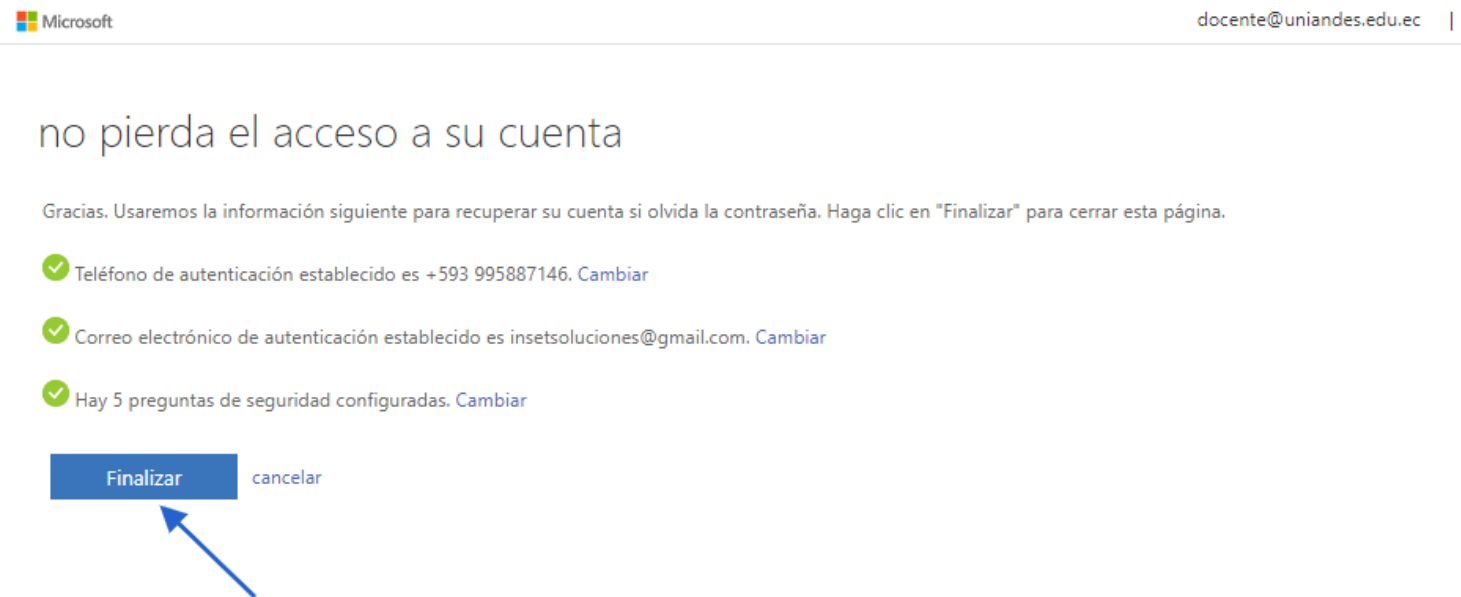 Microsoft
docente@uniandes.edu.ec |
no pierda el acceso a su cuenta
Gracias. Usaremos la información siguiente para recuperar su cuenta si olvida la contraseña. Haga clic en "Finalizar" para cerrar esta página.
Teléfono de autenticación establecido es +593 995887146. Cambiar
Correo electrónico de autenticación establecido es insetsoluciones@gmail.com. Cambiar
Hay 5 preguntas de seguridad configuradas. Cambiar
Finalizar cancelar